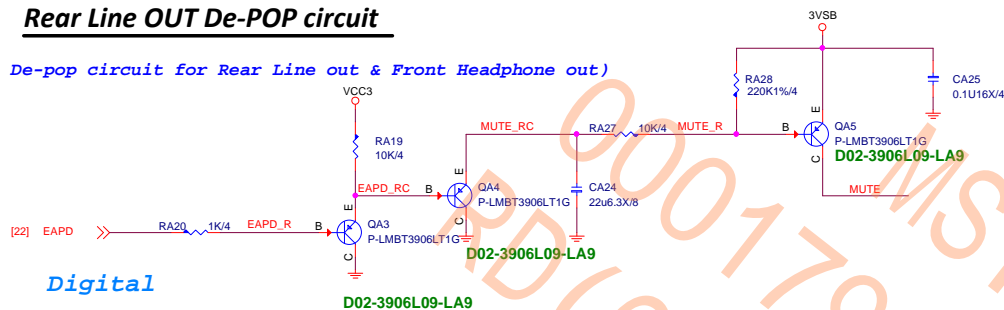 Rear Line OUT De-POP circuit
De-pop circuit for Rear Line out & Front Headphone out)
3VSB
VCC3
RA28
220K1%/4
CA25
0.1U16X/4
RA19
10K/4
MUTE_RC
RA27
10K/4
MUTE_R
B
E
C
QA5
P-LMBT3906LT1G
D02-3906L09-LA9
EAPD_RC
B
E
C
QA4
P-LMBT3906LT1G
D02-3906L09-LA9
CA24
22u6.3X/8
MUTE
[22] EAPD
RA20
1K/4
EAPD_R
B
E
C
QA3
P-LMBT3906LT1G
D02-3906L09-LA9
Digital